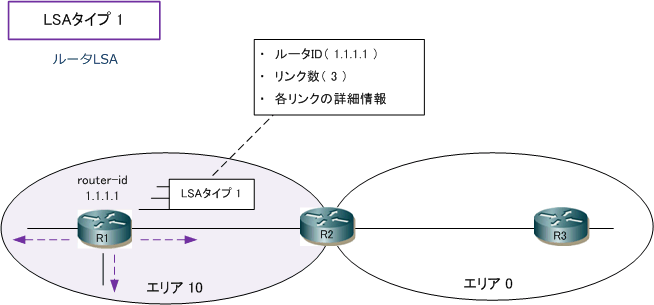 LSAタイプ 1
ルータLSA
・ ルータID( 1.1.1.1 )
・ リンク数( 3 )
・ 各リンクの詳細情報
router-id
1.1.1.1
LSAタイプ 1
R1
R2
R3
エリア 10
エリア 0